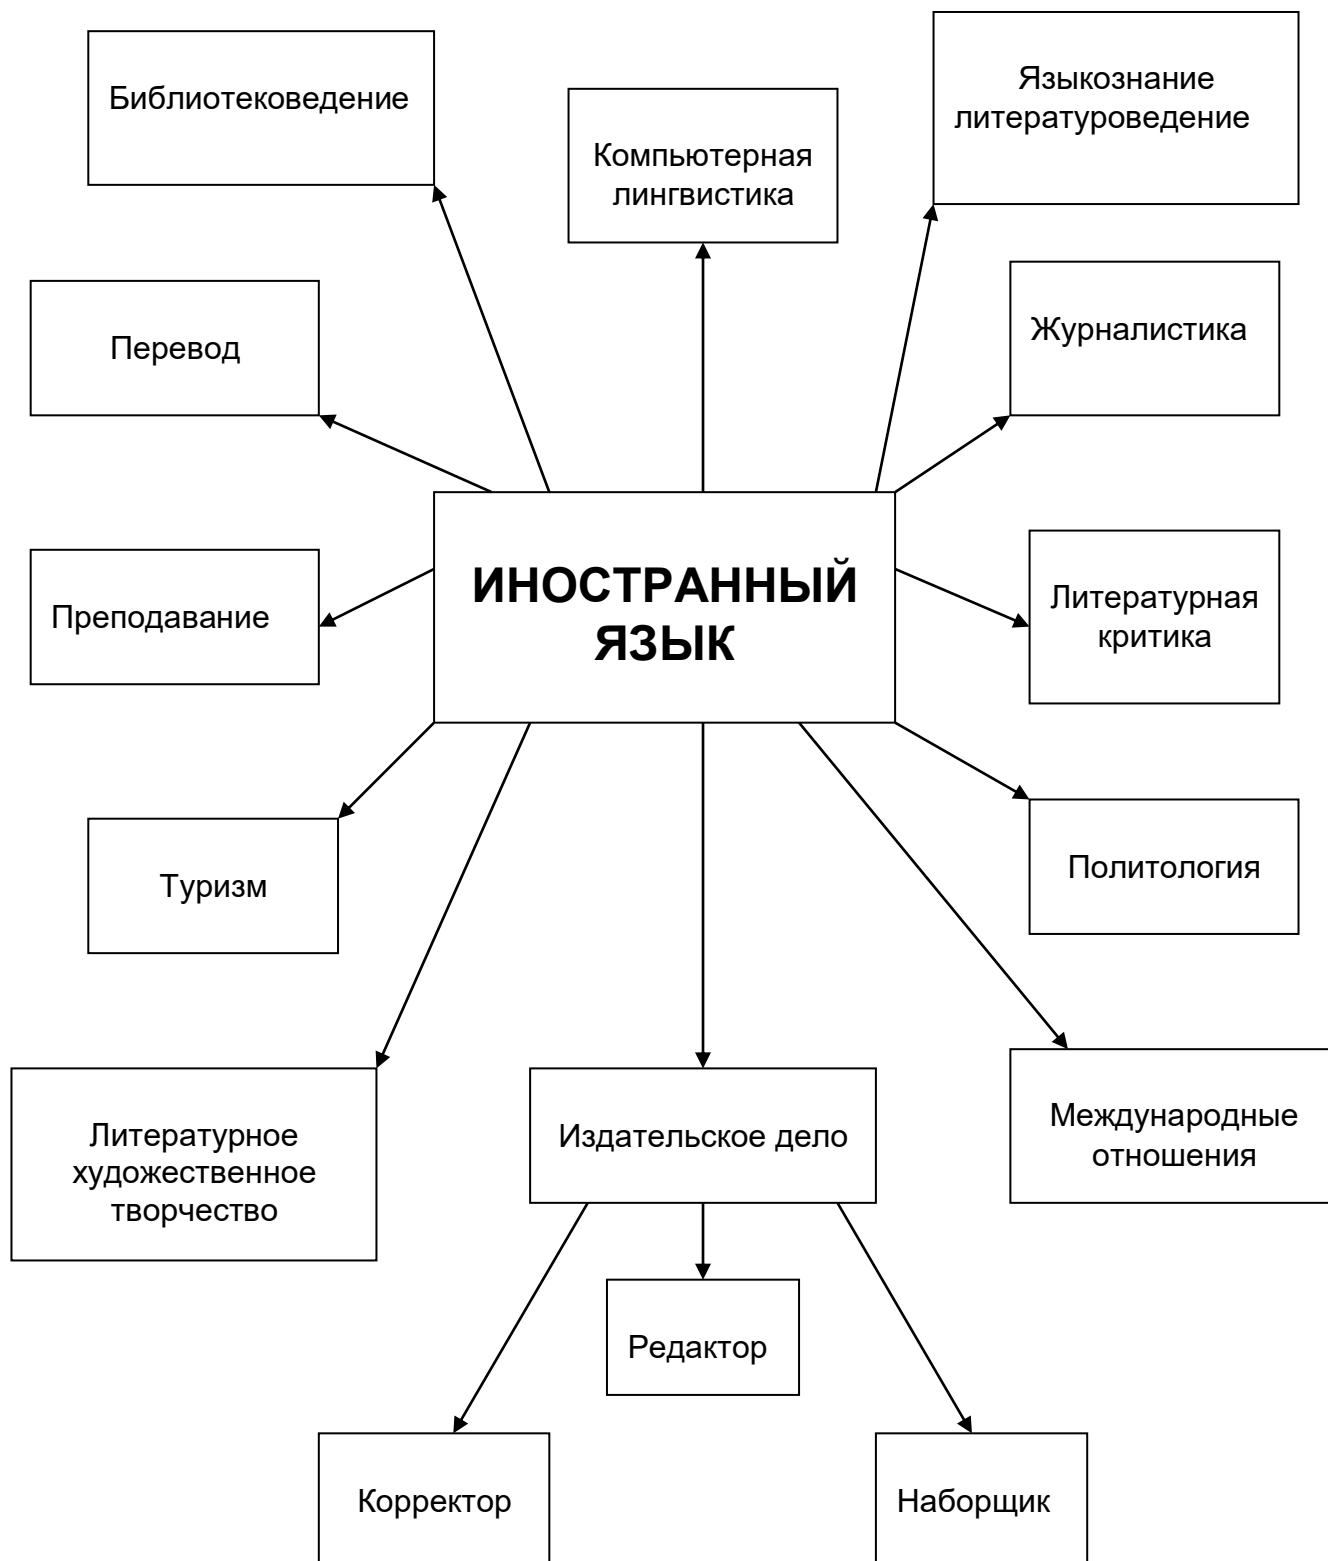 Библиотековедение
Компьютерная
лингвистика
Языкознание
литературоведение
Перевод
Журналистика
Преподавание
ИНОСТРАННЫЙ
ЯЗЫК
Литературная
критика
Туризм
Политология
Литературное
художественное
творчество
Издательское дело
Международные
отношения
Редактор
Корректор
Наборщик